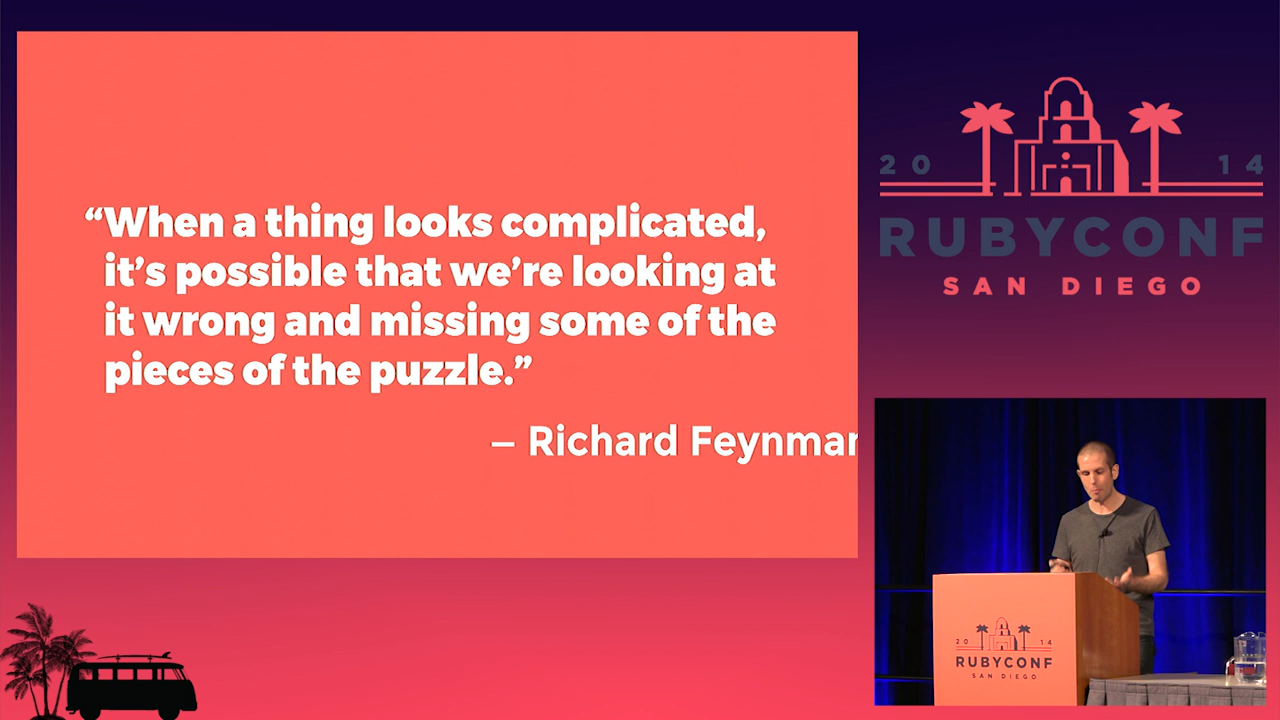 “When a thing looks complicated,
it’s possible that we’re looking at
it wrong and missing some of the
pieces of the puzzle.”
– Richard Feynman
20 14
RUBYCONF
SAN DIEGO
20 14
RUBYCONF
SAN DIEGO